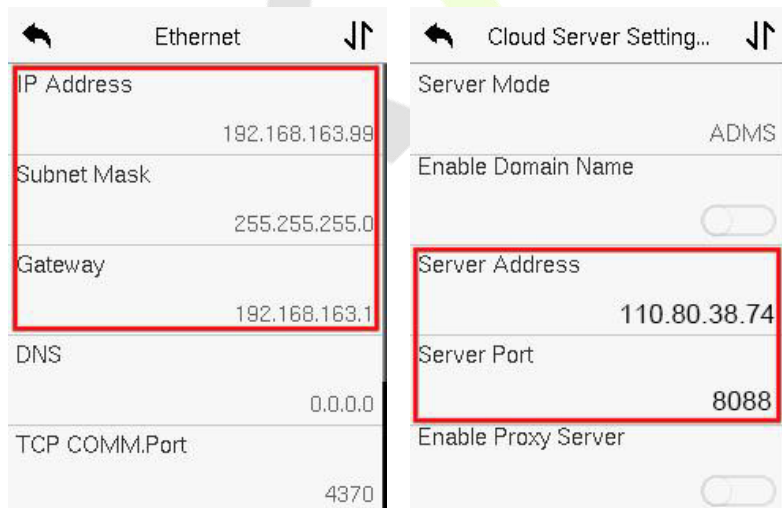 Ethernet
IP Address
192.168.163.99
Subnet Mask
255.255.255.0
Gateway
192.168.163.1
DNS
0.0.0.0
TCP COMM.Port
4370
Cloud Server Setting...
Server Mode
ADMS
Enable Domain Name
Server Address
110.80.38.74
Server Port
8088
Enable Proxy Server